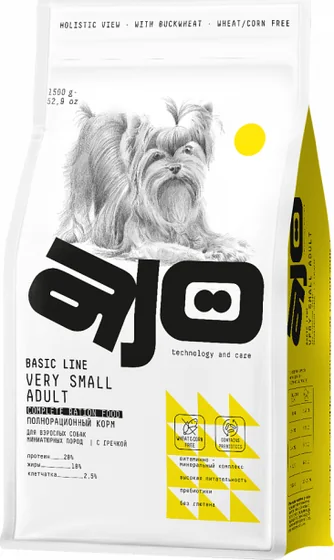 HOLISTIC VIEW · WITH BUCKWHEAT · WHEAT/CORN FREE
1500 g·
52,9 oz
ajo
technology and care
BASIC LINE
VERY SMALL
ADULT
COMPLETE RATION FOOD
ПОЛНОРАЦИОННЫЙ КОРМ
ДЛЯ ВЗРОСЛЫХ СОБАК
МИНИАТЮРНЫХ ПОРОД | С ГРЕЧКОЙ
протеин 28%
жиры 18%
клетчатка 2,5%
WHEAT&CORN
FREE
CONTAINS
PREBIOTICS
витаминно-
минеральный комплекс
высокая питательность
пребиотики
без глютена
ajo
VERY SMALL ADULT